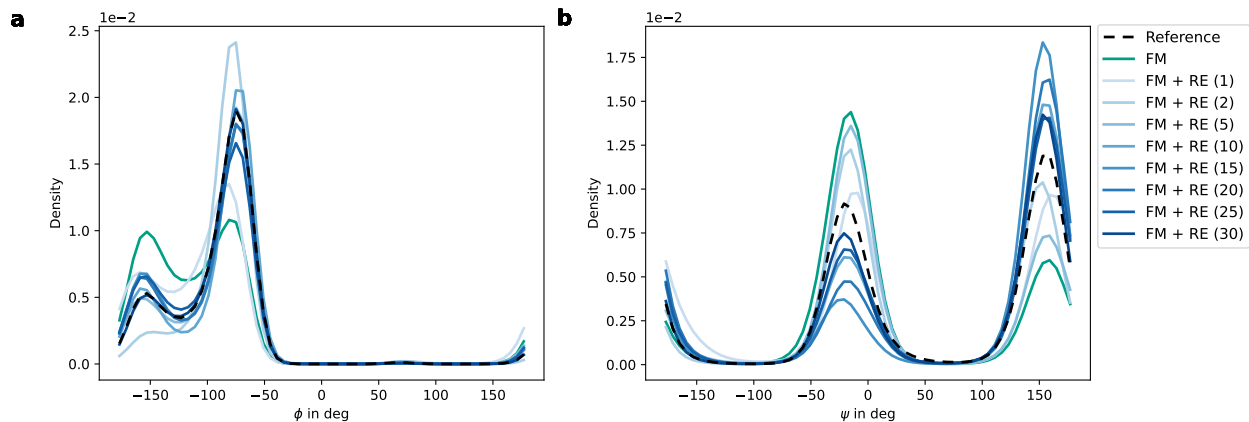 a
1e−2
2.5
2.0
1.5
1.0
0.5
0.0
Density
−150 −100 −50 0 50 100 150
ϕ in deg
b
1e−2
1.75
1.50
1.25
1.00
0.75
0.50
0.25
0.00
Density
−150 −100 −50 0 50 100 150
ψ in deg
Reference
FM
FM + RE (1)
FM + RE (2)
FM + RE (5)
FM + RE (10)
FM + RE (15)
FM + RE (20)
FM + RE (25)
FM + RE (30)